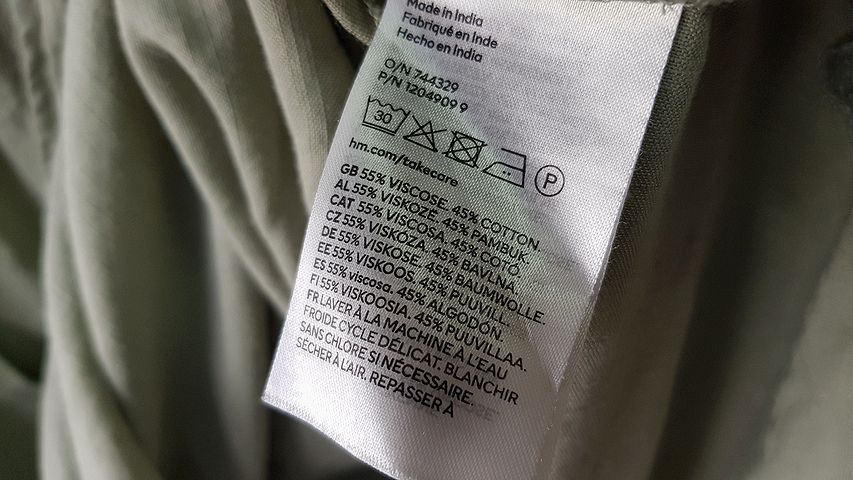 Made in India
Fabriqué en Inde
Hecho en India
O/N 744329
P/N 1204909 9
30
P
hm.com/takecare
GB 55% VISCOSE. 45% COTTON.
AL 55% VISKOZË. 45% PAMBUK.
CAT 55% VISCOSA. 45% COTÓ.
CZ 55% VISKÓZA. 45% BAVLNA.
DE 55% VISKOSE. 45% BAUMWOLLE.
EE 55% VISKOOS. 45% PUUVILL.
ES 55% viscosa. 45% ALGODÓN.
FI 55% VISKOOSIA. 45% PUUVILLAA.
FR LAVER À LA MACHINE À L'EAU
FROIDE CYCLE DÉLICAT. BLANCHIR
SANS CHLORE SI NÉCESSAIRE.
SÉCHER À L'AIR. REPASSER À